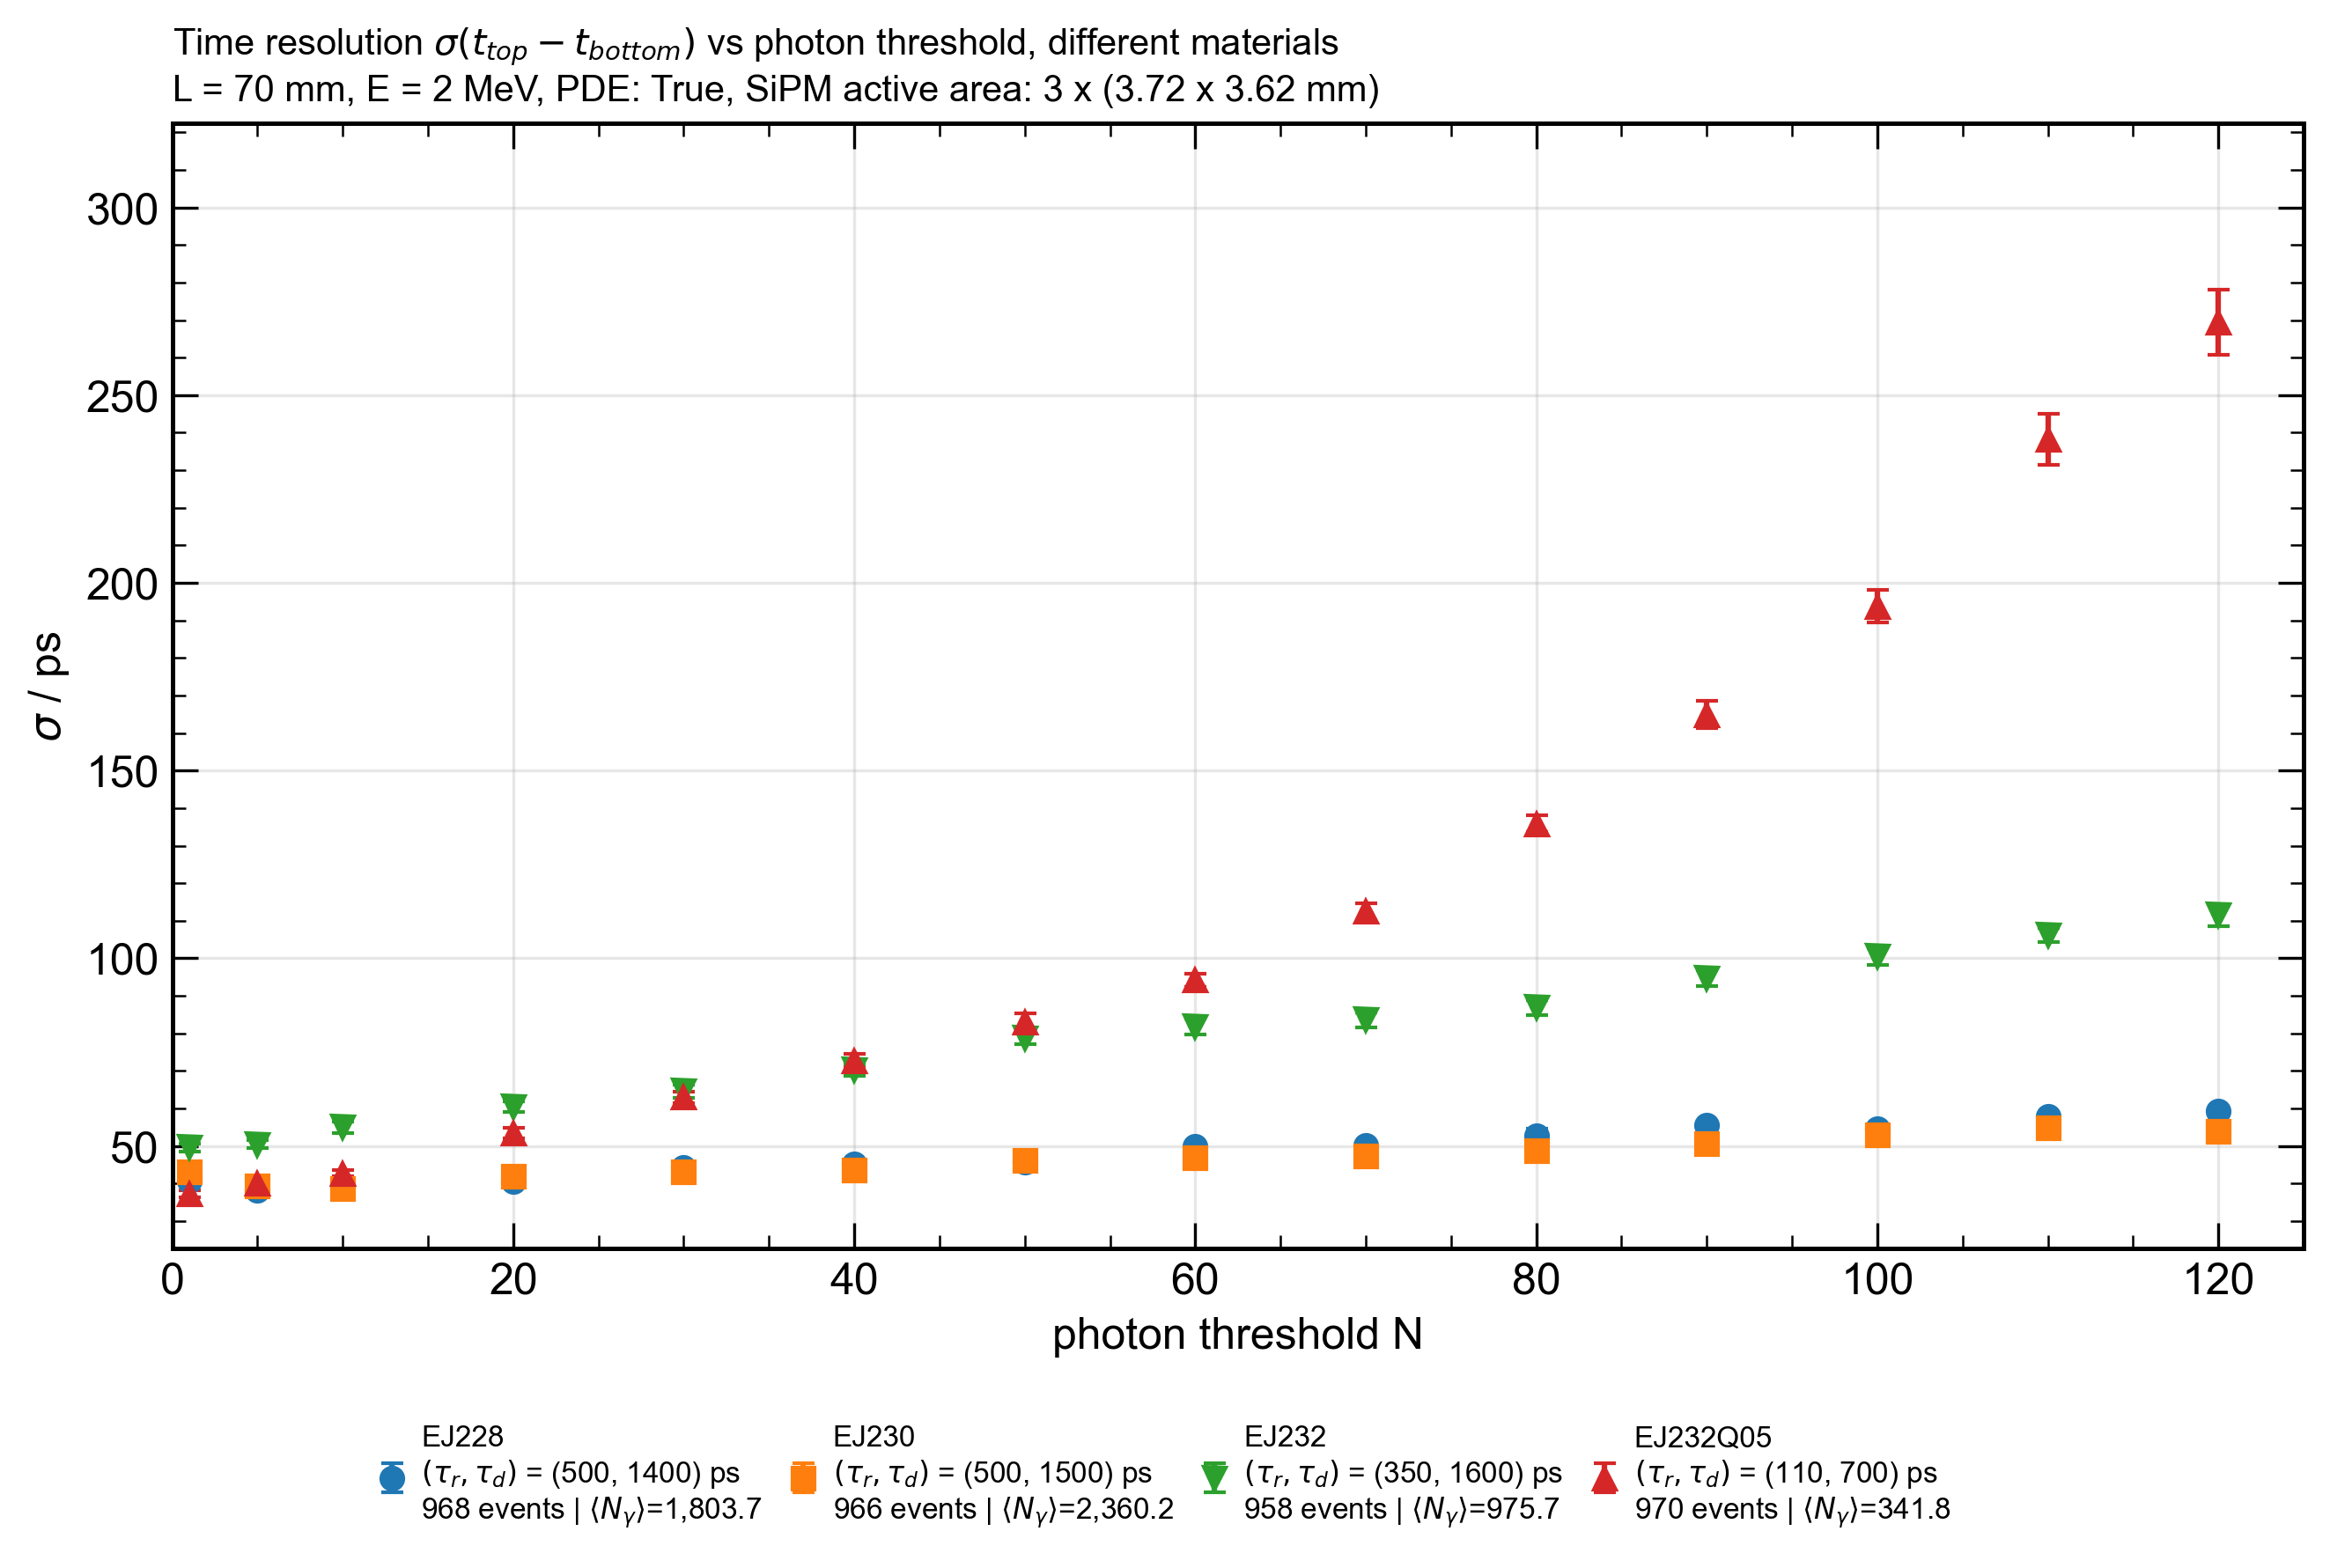 Time resolution σ(t_top − t_bottom) vs photon threshold, different materials
L = 70 mm, E = 2 MeV, PDE: True, SiPM active area: 3 x (3.72 x 3.62 mm)
300
250
200
150
100
50
σ / ps
0 20 40 60 80 100 120
photon threshold N
EJ228
(τ_r, τ_d) = (500, 1400) ps
968 events | ⟨N_γ⟩=1,803.7
EJ230
(τ_r, τ_d) = (500, 1500) ps
966 events | ⟨N_γ⟩=2,360.2
EJ232
(τ_r, τ_d) = (350, 1600) ps
958 events | ⟨N_γ⟩=975.7
EJ232Q05
(τ_r, τ_d) = (110, 700) ps
970 events | ⟨N_γ⟩=341.8